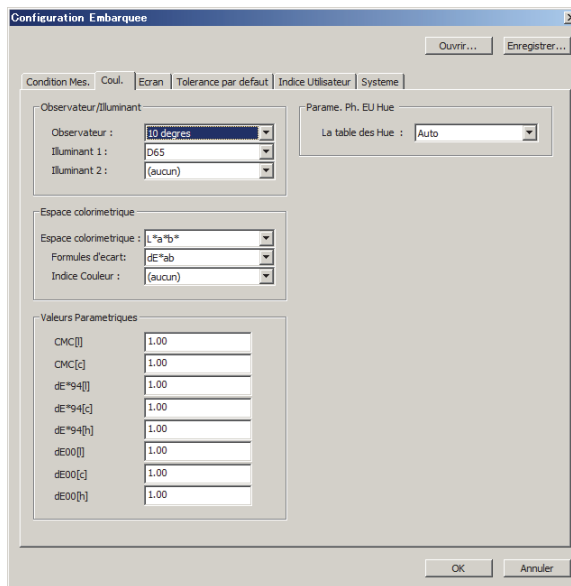 Configuration Embarquee
Ouvrir... Enregistrer...
Condition Mes. Coul. Ecran Tolerance par defaut Indice Utilisateur Systeme
Observateur/Illuminant
Observateur : 10 degres
Illuminant 1 : D65
Illuminant 2 : (aucun)
Parame. Ph. EU Hue
La table des Hue : Auto
Espace colorimetrique
Espace colorimetrique : L*a*b*
Formules d'ecart: dE*ab
Indice Couleur : (aucun)
Valeurs Parametriques
CMC[l] 1.00
CMC[c] 1.00
dE*94[l] 1.00
dE*94[c] 1.00
dE*94[h] 1.00
dE00[l] 1.00
dE00[c] 1.00
dE00[h] 1.00
OK Annuler